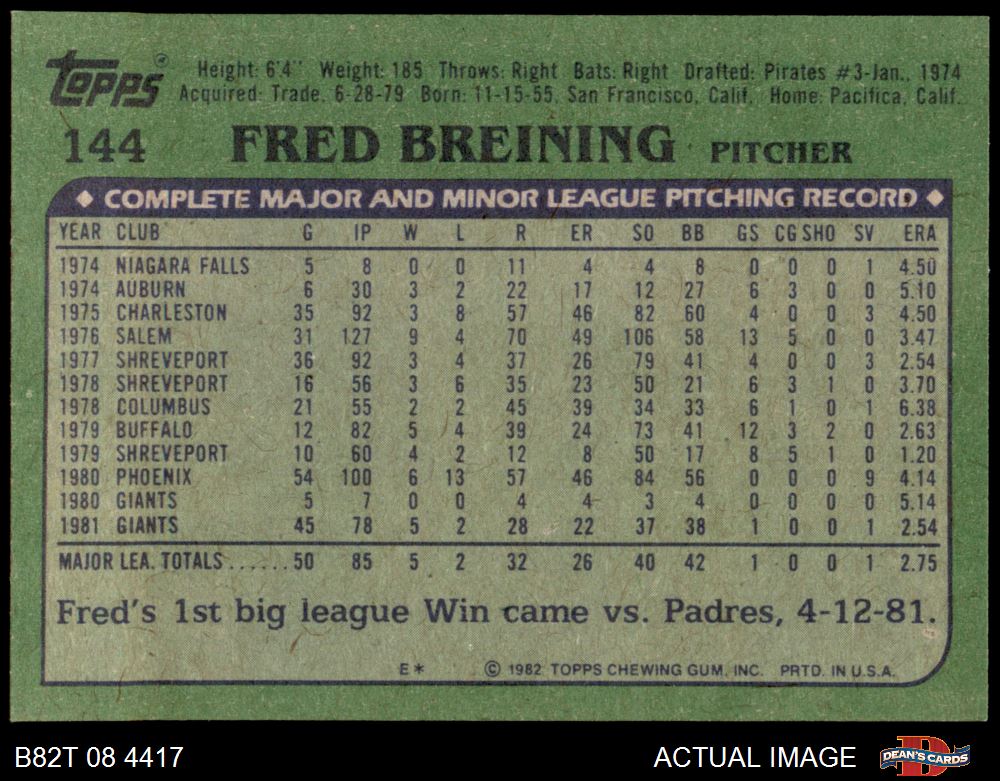 Topps
Height: 6'4" Weight: 185 Throws: Right Bats: Right Drafted: Pirates #3-Jan., 1974
Acquired: Trade, 6-28-79 Born: 11-15-55, San Francisco, Calif. Home: Pacifica, Calif.
144 FRED BREINING PITCHER
COMPLETE MAJOR AND MINOR LEAGUE PITCHING RECORD
YEAR CLUB G IP W L R ER SO BB GS CG SHO SV ERA
1974 NIAGARA FALLS 5 8 0 0 11 4 4 8 0 0 0 1 4.50
1974 AUBURN 6 30 3 2 22 17 12 27 6 3 0 0 5.10
1975 CHARLESTON 35 92 3 8 57 46 82 60 4 0 0 3 4.50
1976 SALEM 31 127 9 4 70 49 106 58 13 5 0 0 3.47
1977 SHREVEPORT 36 92 3 4 37 26 79 41 4 0 0 3 2.54
1978 SHREVEPORT 16 56 3 6 35 23 50 21 6 3 1 0 3.70
1978 COLUMBUS 21 55 2 2 45 39 34 33 6 1 0 1 6.38
1979 BUFFALO 12 82 5 4 39 24 73 41 12 3 2 0 2.63
1979 SHREVEPORT 10 60 4 2 12 8 50 17 8 5 1 0 1.20
1980 PHOENIX 54 100 6 13 57 46 84 56 0 0 0 9 4.14
1980 GIANTS 5 7 0 0 4 4 3 4 0 0 0 0 5.14
1981 GIANTS 45 78 5 2 28 22 37 38 1 0 0 1 2.54
MAJOR LEA. TOTALS......50 85 5 2 32 26 40 42 1 0 0 1 2.75
Fred's 1st big league Win came vs. Padres, 4-12-81.
E* © 1982 TOPPS CHEWING GUM, INC. PRTD. IN U.S.A.
B82T 08 4417 ACTUAL IMAGE DEAN'S CARDS